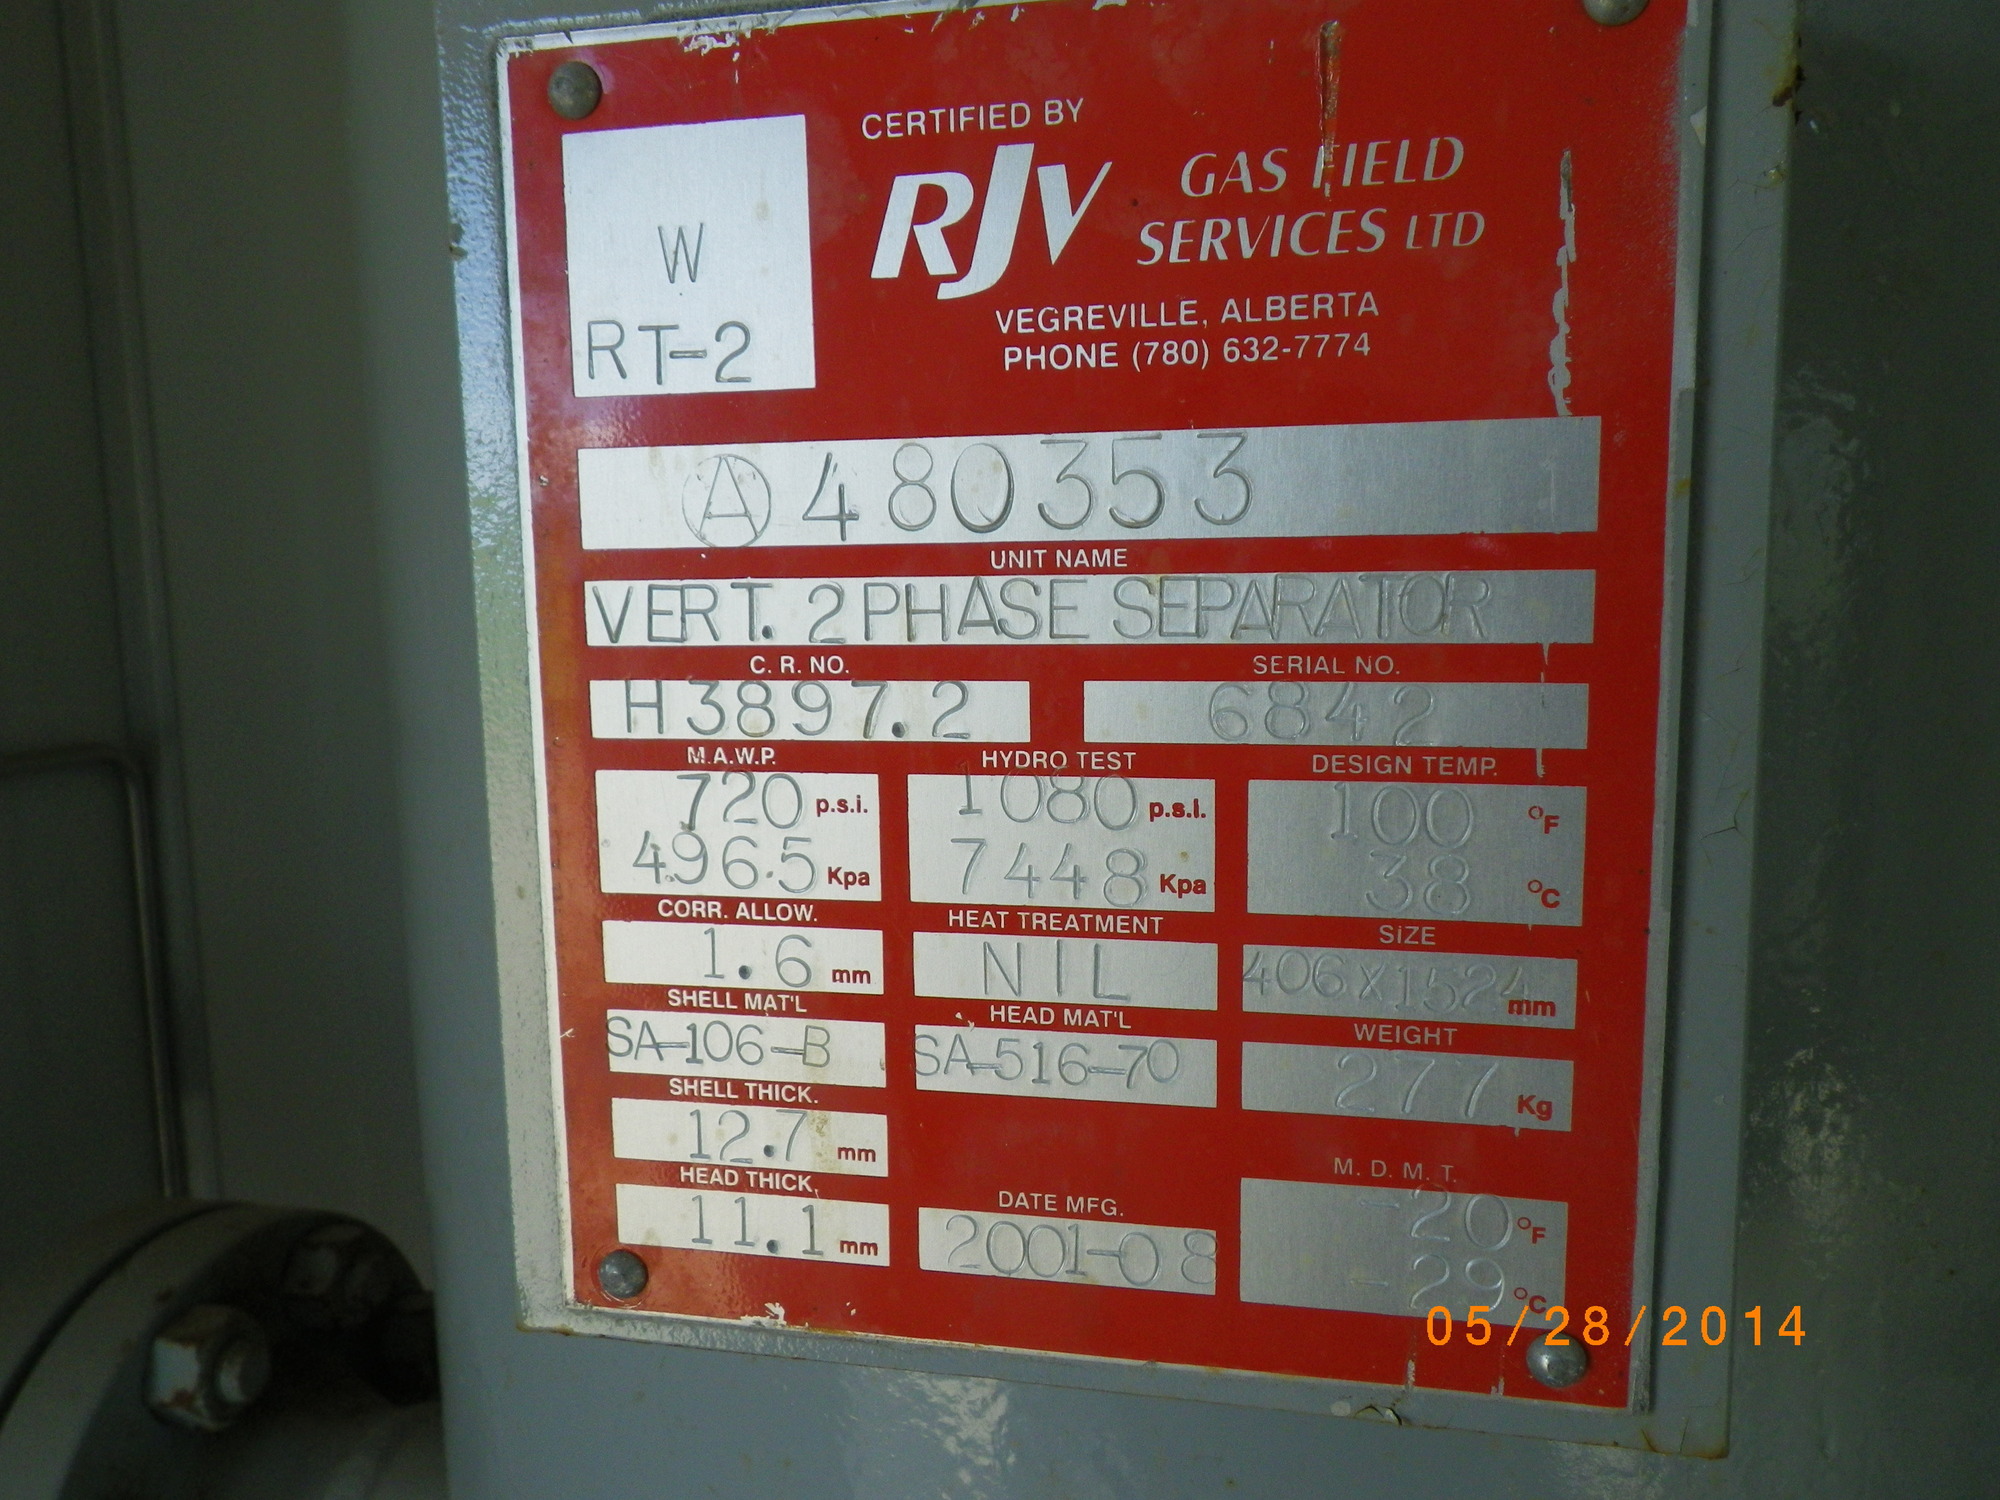 CERTIFIED BY
RJV GAS FIELD SERVICES LTD
VEGREVILLE, ALBERTA
PHONE (780) 632-7774
W
RT-2
A 480353
UNIT NAME
VERT. 2 PHASE SEPARATOR
C. R. NO. SERIAL NO.
H3897.2 6842
M.A.W.P. HYDRO TEST DESIGN TEMP.
720 p.s.i. 1080 p.s.i. 100 °F
4965 Kpa 7448 Kpa 38 °C
CORR. ALLOW. HEAT TREATMENT SIZE
1.6 mm NIL 406X1524 mm
SHELL MAT'L HEAD MAT'L WEIGHT
SA-106-B SA-516-70 277 Kg
SHELL THICK.
12.7 mm
HEAD THICK. DATE MFG. M. D. M. T.
11.1 mm 2001-08 -20 °F
-29 °C
05/28/2014